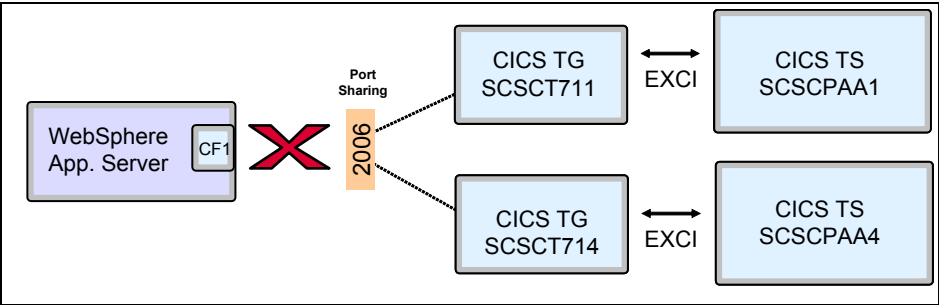 WebSphere
App. Server
CF1
Port
Sharing
2006
CICS TG
SCSCT711
EXCI
CICS TS
SCSCPAA1
CICS TG
SCSCT714
EXCI
CICS TS
SCSCPAA4